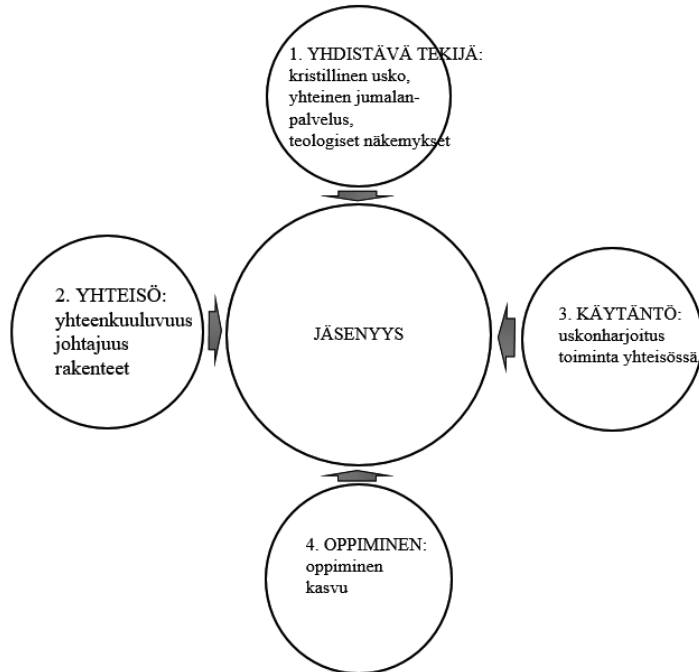 1. YHDISTÄVÄ TEKIJÄ:
kristillinen usko,
yhteinen jumalan-
palvelus,
teologiset näkemykset
2. YHTEISÖ:
yhteenkuuluvuus
johtajuus
rakenteet
JÄSENYYS
3. KÄYTÄNTÖ:
uskonharjoitus
toiminta yhteisössä
4. OPPIMINEN:
oppiminen
kasvu